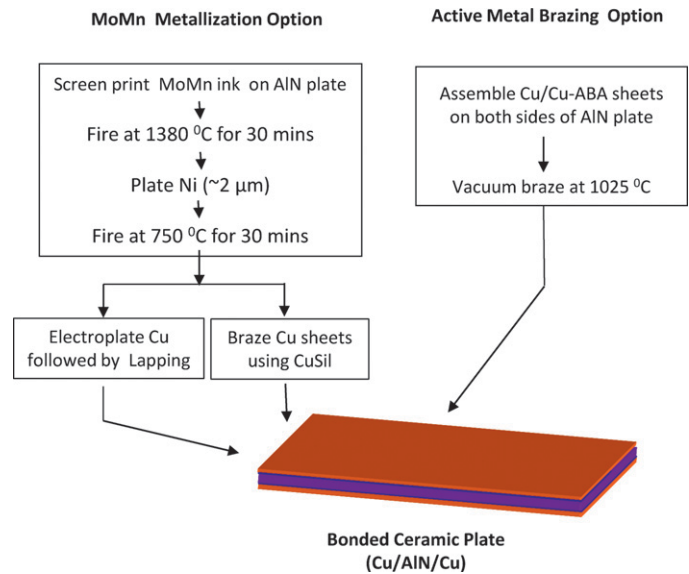 MoMn Metallization Option
Screen print MoMn ink on AlN plate
Fire at 1380 ⁰C for 30 mins
Plate Ni (~2 µm)
Fire at 750 ⁰C for 30 mins
Electroplate Cu
followed by Lapping
Braze Cu sheets
using CuSil
Active Metal Brazing Option
Assemble Cu/Cu-ABA sheets
on both sides of AlN plate
Vacuum braze at 1025 ⁰C
Bonded Ceramic Plate
(Cu/AlN/Cu)